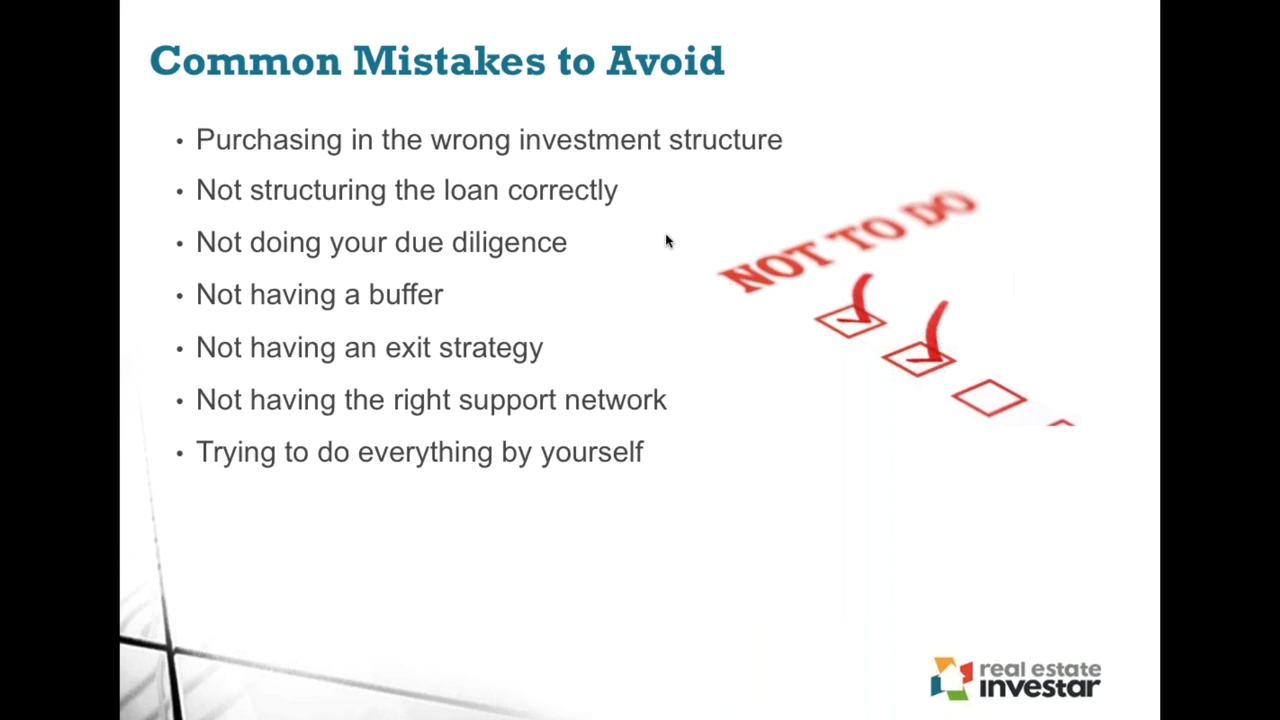 Common Mistakes to Avoid
• Purchasing in the wrong investment structure
• Not structuring the loan correctly
• Not doing your due diligence
• Not having a buffer
• Not having an exit strategy
• Not having the right support network
• Trying to do everything by yourself
NOT TO DO
real estate
investar